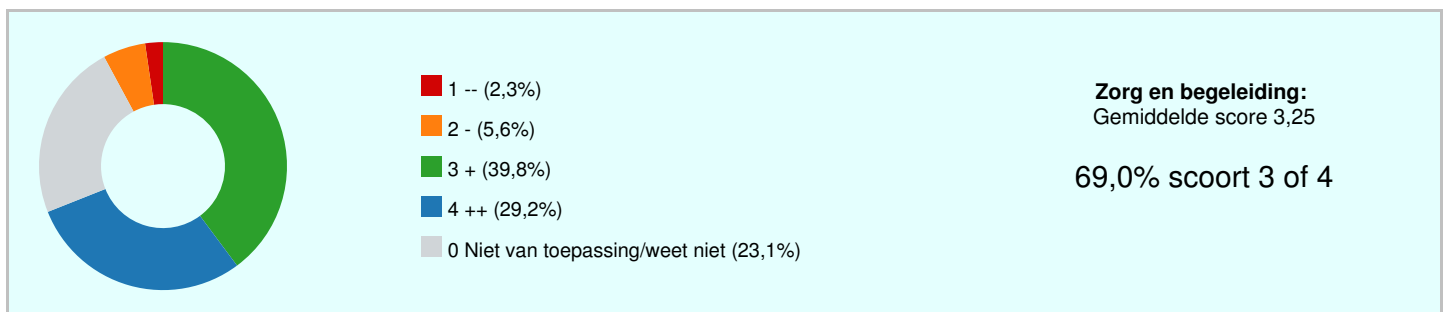 1 -- (2,3%)
2 - (5,6%)
3 + (39,8%)
4 ++ (29,2%)
0 Niet van toepassing/weet niet (23,1%)
Zorg en begeleiding:
Gemiddelde score 3,25
69,0% scoort 3 of 4